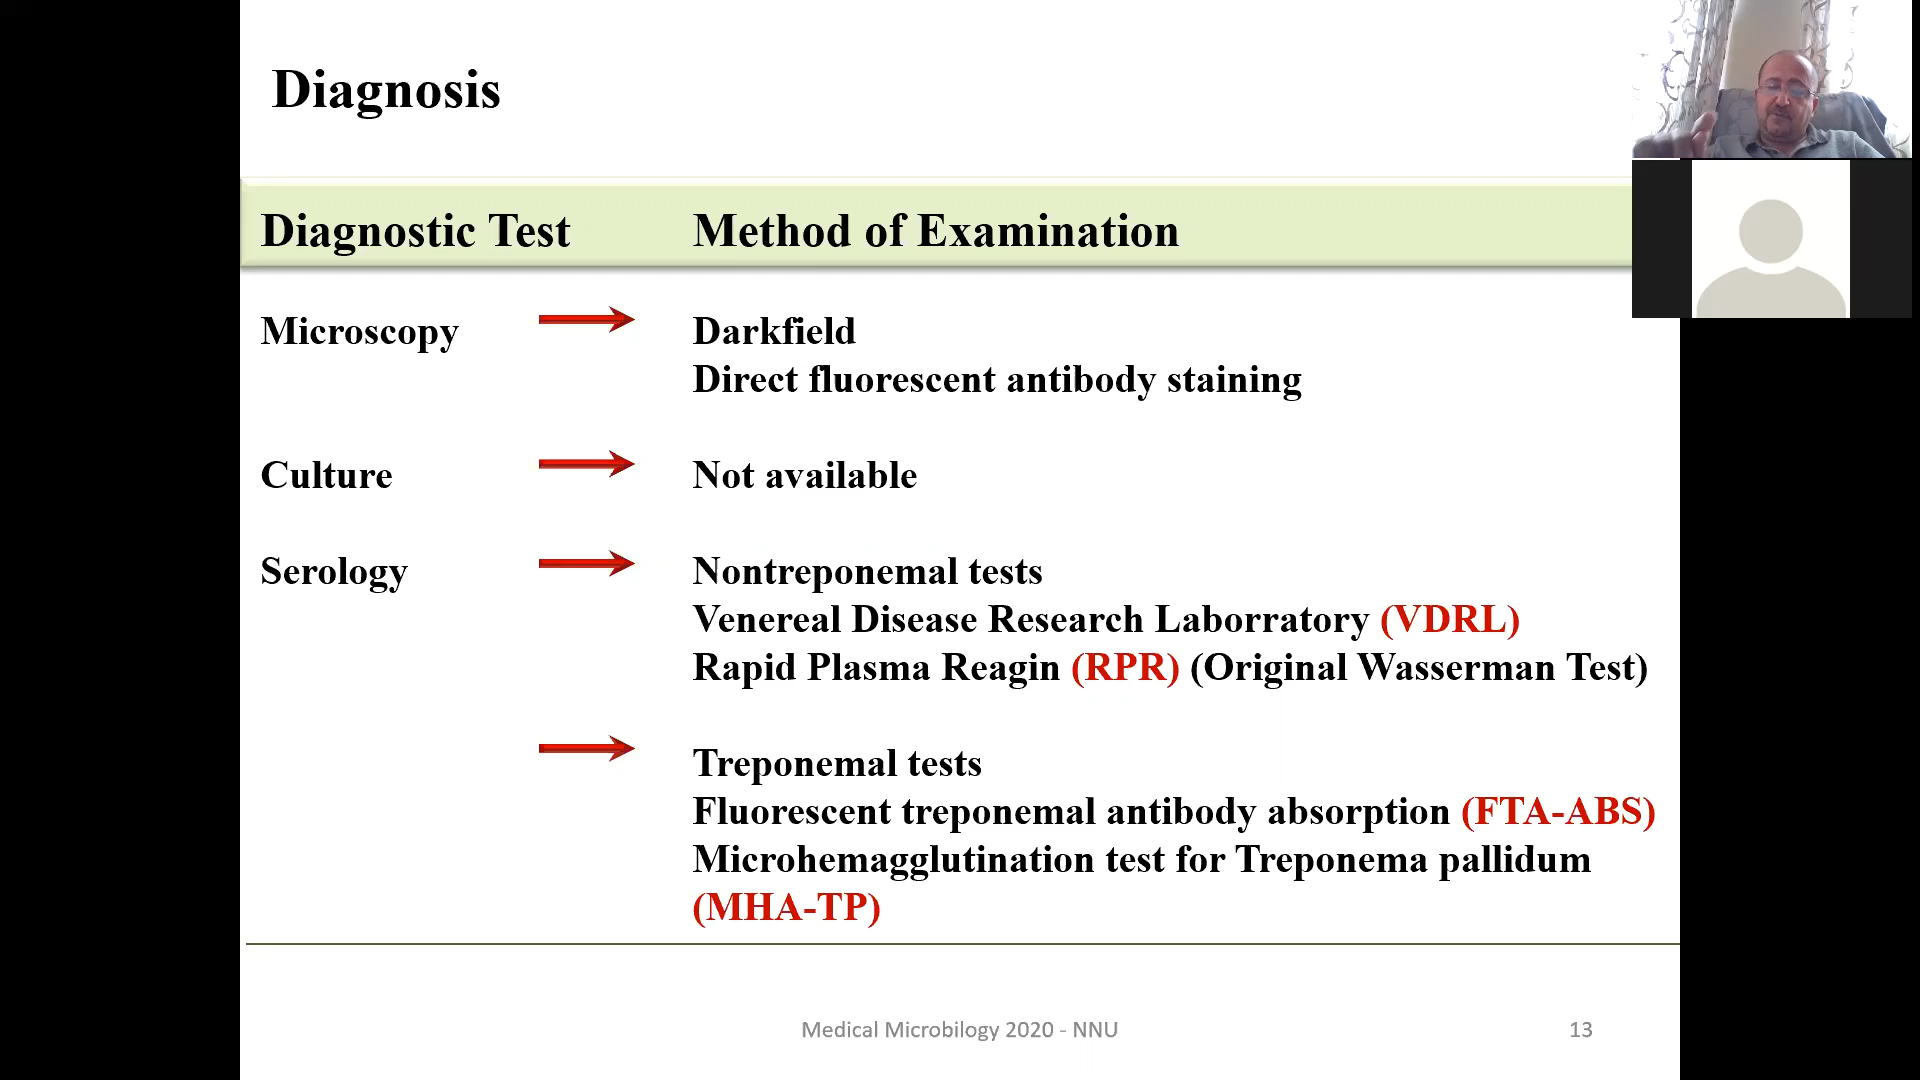 Diagnosis
Diagnostic Test Method of Examination
Microscopy Darkfield
Direct fluorescent antibody staining
Culture Not available
Serology Nontreponemal tests
Venereal Disease Research Laborratory (VDRL)
Rapid Plasma Reagin (RPR) (Original Wasserman Test)
Treponemal tests
Fluorescent treponemal antibody absorption (FTA-ABS)
Microhemagglutination test for Treponema pallidum
(MHA-TP)
Medical Microbilogy 2020 - NNU 13